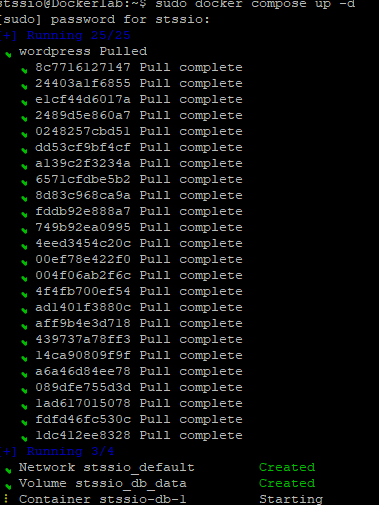 stssio@Dockerlab:~$ sudo docker compose up -d
[sudo] password for stssio:
[+] Running 25/25
wordpress Pulled
8c7716127147 Pull complete
24403a1f6855 Pull complete
e1cf44d6017a Pull complete
2489d5e860a7 Pull complete
0248257cbd51 Pull complete
dd53cf9bf4cf Pull complete
a139c2f3234a Pull complete
6571cfdbe5b2 Pull complete
8d83c968ca9a Pull complete
fddb92e888a7 Pull complete
749b92ea0995 Pull complete
4eed3454c20c Pull complete
00ef78e422f0 Pull complete
004f06ab2f6c Pull complete
4f4fb700ef54 Pull complete
ad1401f3880c Pull complete
aff9b4e3d718 Pull complete
439737a78ff3 Pull complete
14ca90809f9f Pull complete
a6a46d84ee78 Pull complete
089dfe755d3d Pull complete
1ad617015078 Pull complete
fdfd46fc530c Pull complete
1dc412ee8328 Pull complete
[+] Running 3/4
Network stssio_default Created
Volume stssio_db_data Created
Container stssio-db-1 Starting